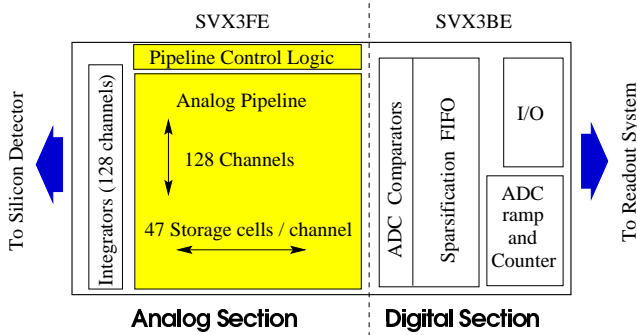 SVX3FE
SVX3BE
To Silicon Detector
Integrators (128 channels)
Pipeline Control Logic
Analog Pipeline
128 Channels
47 Storage cells / channel
ADC Comparators
Sparsification FIFO
I/O
ADC
ramp
and
Counter
To Readout System
Analog Section
Digital Section